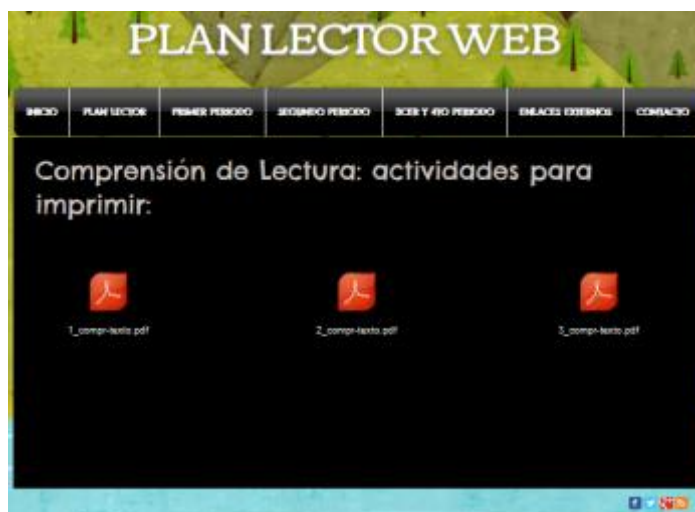 PLAN LECTOR WEB
INICIO PLAN LECTOR PRIMER PERIODO SEGUNDO PERIODO 3CER Y 4TO PERIODO ENLACES EXTERNOS CONTACTO
Comprensión de Lectura: actividades para
imprimir:
1_compr-texto.pdf 2_compr-texto.pdf 3_compr-texto.pdf